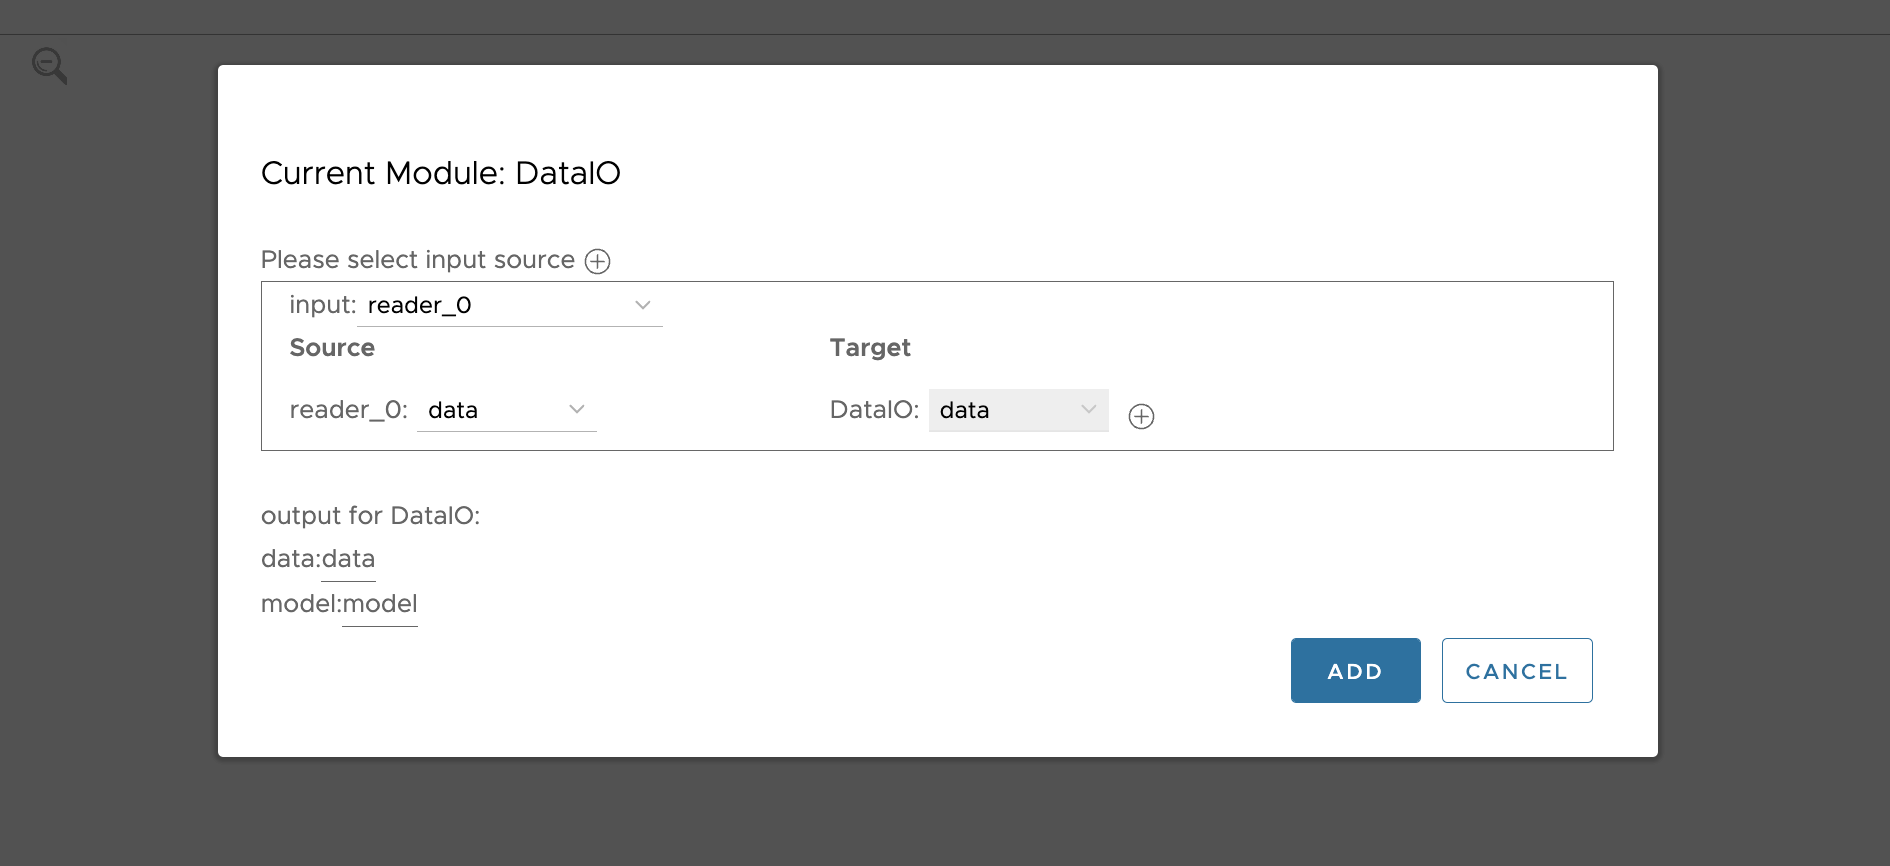 Current Module: DataIO
Please select input source
input: reader_0
Source Target
reader_0: data DataIO: data
output for DataIO:
data:data
model:model
ADD CANCEL